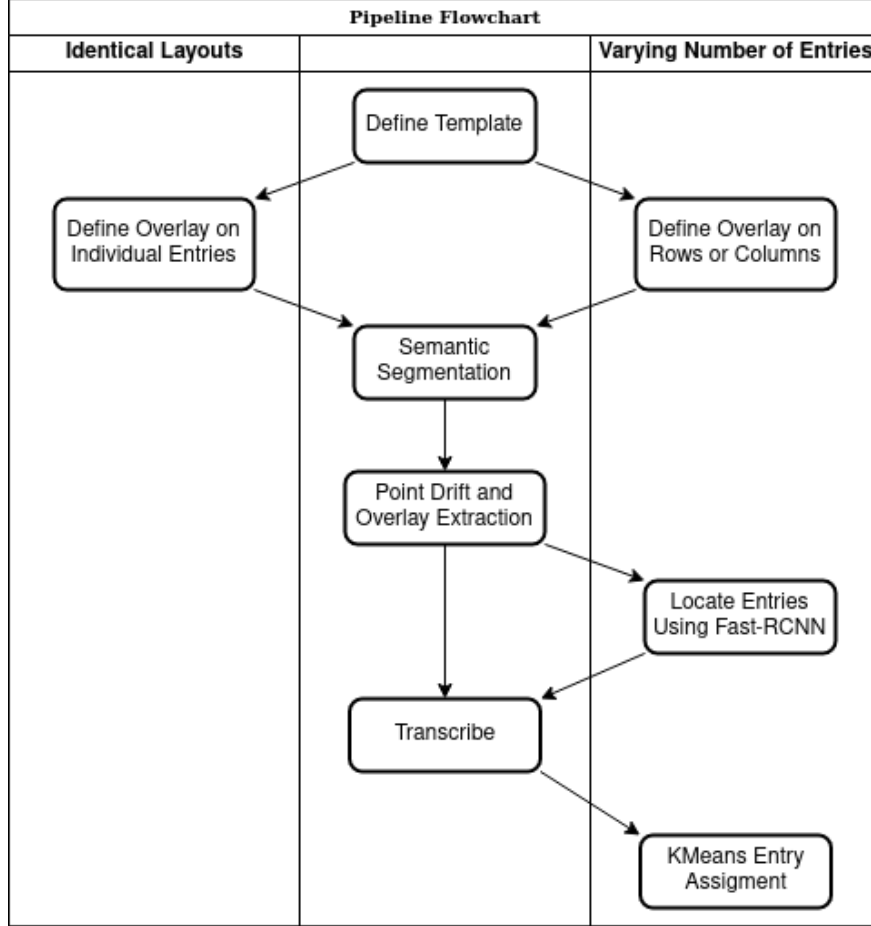 Pipeline Flowchart
Identical Layouts
Varying Number of Entries
Define Template
Define Overlay on
Individual Entries
Define Overlay on
Rows or Columns
Semantic
Segmentation
Point Drift and
Overlay Extraction
Locate Entries
Using Fast-RCNN
Transcribe
KMeans Entry
Assigment